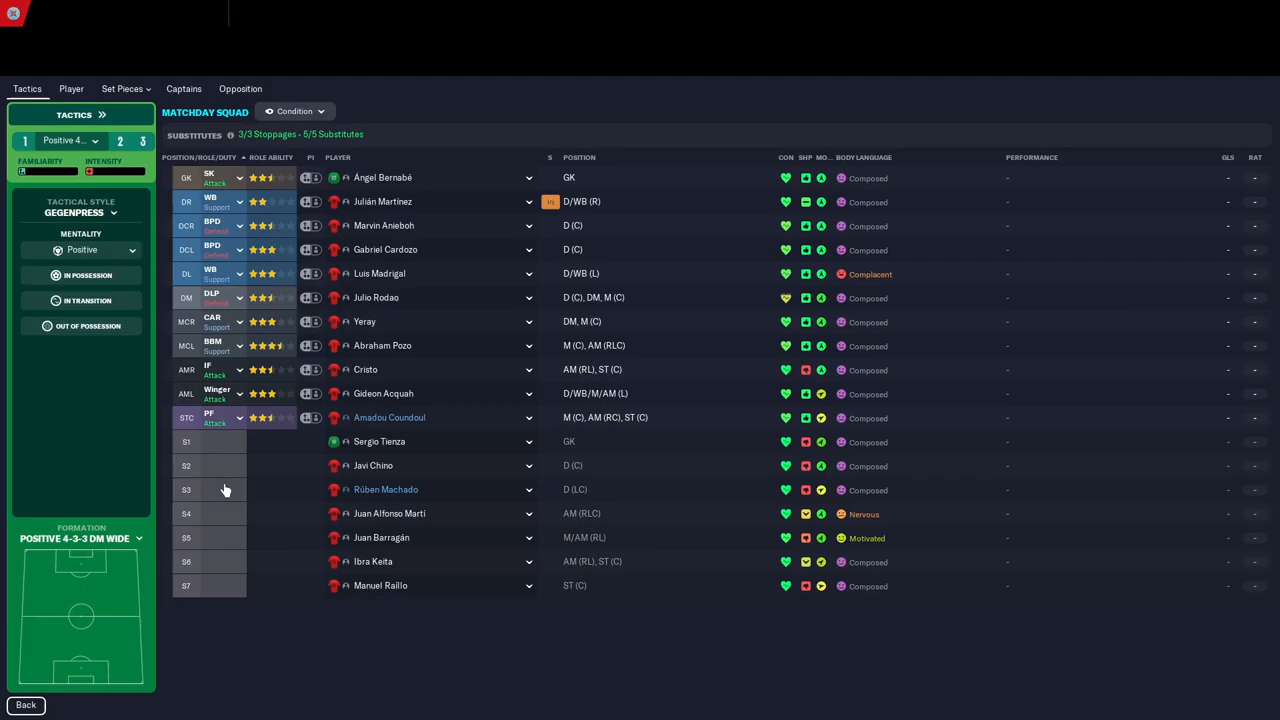 Tactics Player Set Pieces Captains Opposition
TACTICS
MATCHDAY SQUAD Condition
SUBSTITUTES 3/3 Stoppages - 5/5 Substitutes
1 Positive 4... 2 3
FAMILIARITY INTENSITY
POSITION/ROLE/DUTY ROLE ABILITY PI PLAYER S POSITION CON SHP MO... BODY LANGUAGE PERFORMANCE GLS RAT
GK SK Attack Ángel Bernabé GK Composed - - -
DR WB Support Julián Martínez Inj D/WB (R) Composed - - -
DCR BPD Defend Marvin Anieboh D (C) Composed - - -
DCL BPD Defend Gabriel Cardozo D (C) Composed - - -
DL WB Support Luis Madrigal D/WB (L) Complacent - - -
DM DLP Defend Julio Rodao D (C), DM, M (C) Composed - - -
MCR CAR Support Yeray DM, M (C) Composed - - -
MCL BBM Support Abraham Pozo M (C), AM (RLC) Composed - - -
AMR IF Attack Cristo AM (RL), ST (C) Composed - - -
AML Winger Attack Gideon Acquah D/WB/M/AM (L) Composed - - -
STC PF Attack Amadou Coundoul M (C), AM (RC), ST (C) Composed - - -
S1 Sergio Tienza GK Composed - - -
S2 Javi Chino D (C) Composed - - -
S3 Rúben Machado D (LC) Composed - - -
S4 Juan Alfonso Martí AM (RLC) Nervous - - -
S5 Juan Barragán M/AM (RL) Motivated - - -
S6 Ibra Keita AM (RL), ST (C) Composed - - -
S7 Manuel Raíllo ST (C) Composed - - -
TACTICAL STYLE
GEGENPRESS
MENTALITY
Positive
IN POSSESSION
IN TRANSITION
OUT OF POSSESSION
FORMATION
POSITIVE 4-3-3 DM WIDE
Back